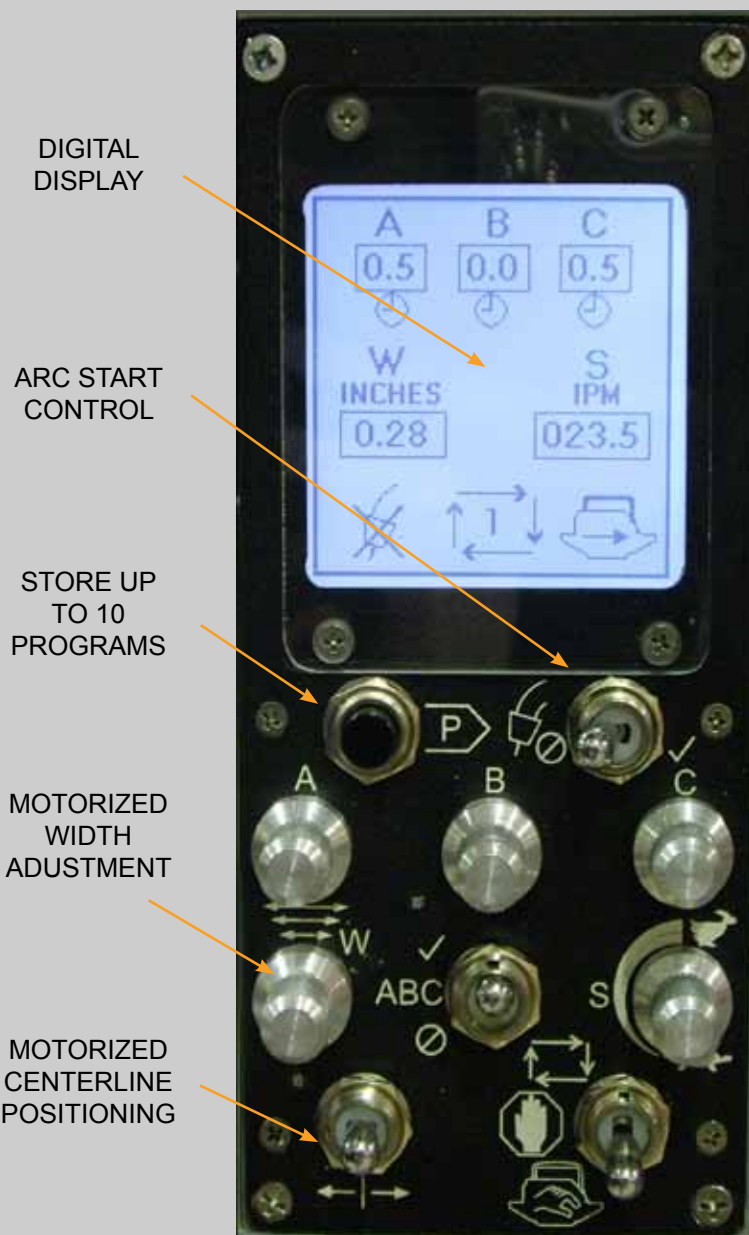 DIGITAL
DISPLAY
ARC START
CONTROL
STORE UP
TO 10
PROGRAMS
MOTORIZED
WIDTH
ADUSTMENT
MOTORIZED
CENTERLINE
POSITIONING
A B C
0.5 0.0 0.5
W S
INCHES IPM
0.28 023.5
1
P
A B C
W
ABC
S